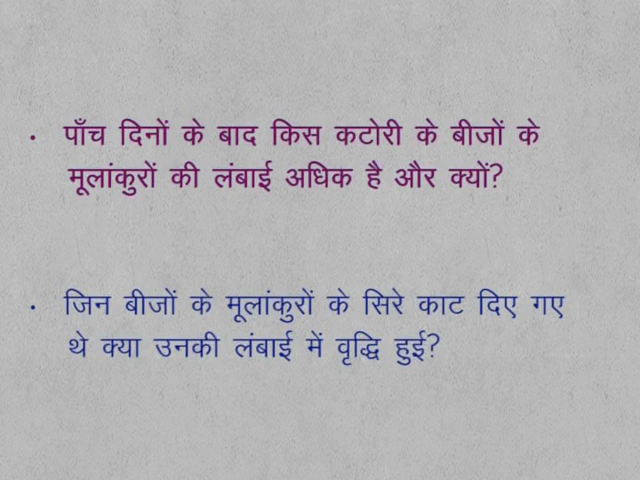 • पाँच दिनों के बाद किस कटोरी के बीजों के
मूलांकुरों की लंबाई अधिक है और क्यों?
• जिन बीजों के मूलांकुरों के सिरे काट दिए गए
थे क्या उनकी लंबाई में वृद्धि हुई?